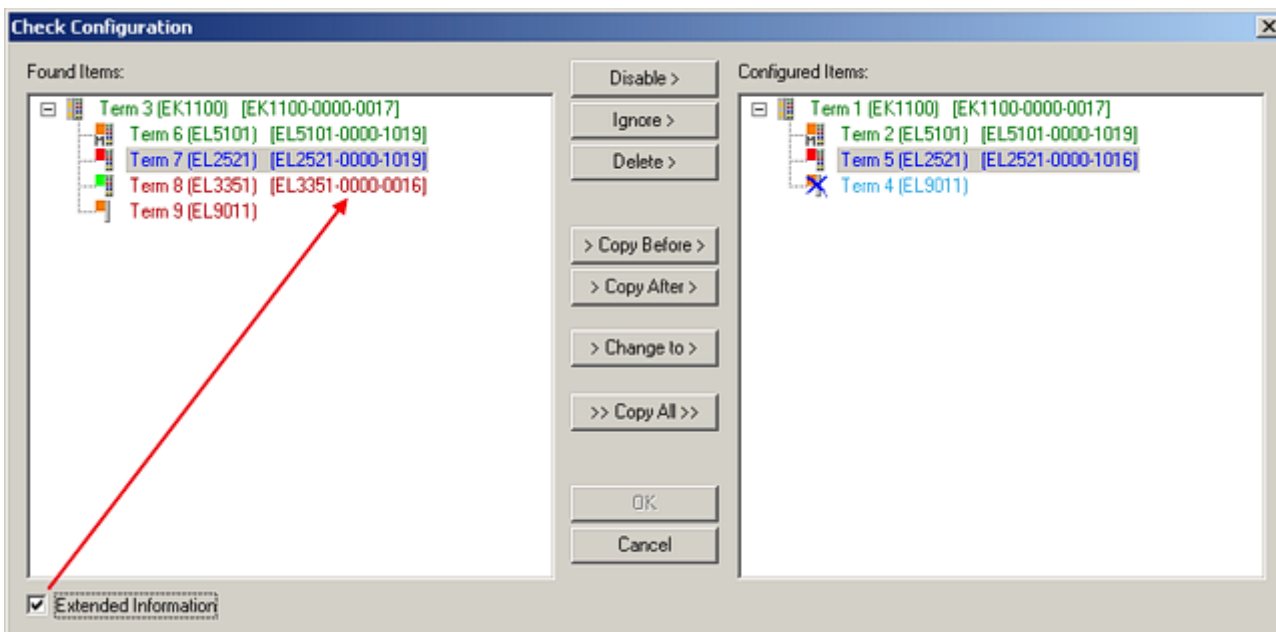 Check Configuration
Found Items:
Term 3 (EK1100) [EK1100-0000-0017]
Term 6 (EL5101) [EL5101-0000-1019]
Term 7 (EL2521) [EL2521-0000-1019]
Term 8 (EL3351) [EL3351-0000-0016]
Term 9 (EL9011)
Disable >
Ignore >
Delete >
> Copy Before >
> Copy After >
> Change to >
>> Copy All >>
OK
Cancel
Configured Items:
Term 1 (EK1100) [EK1100-0000-0017]
Term 2 (EL5101) [EL5101-0000-1019]
Term 5 (EL2521) [EL2521-0000-1016]
Term 4 (EL9011)
Extended Information